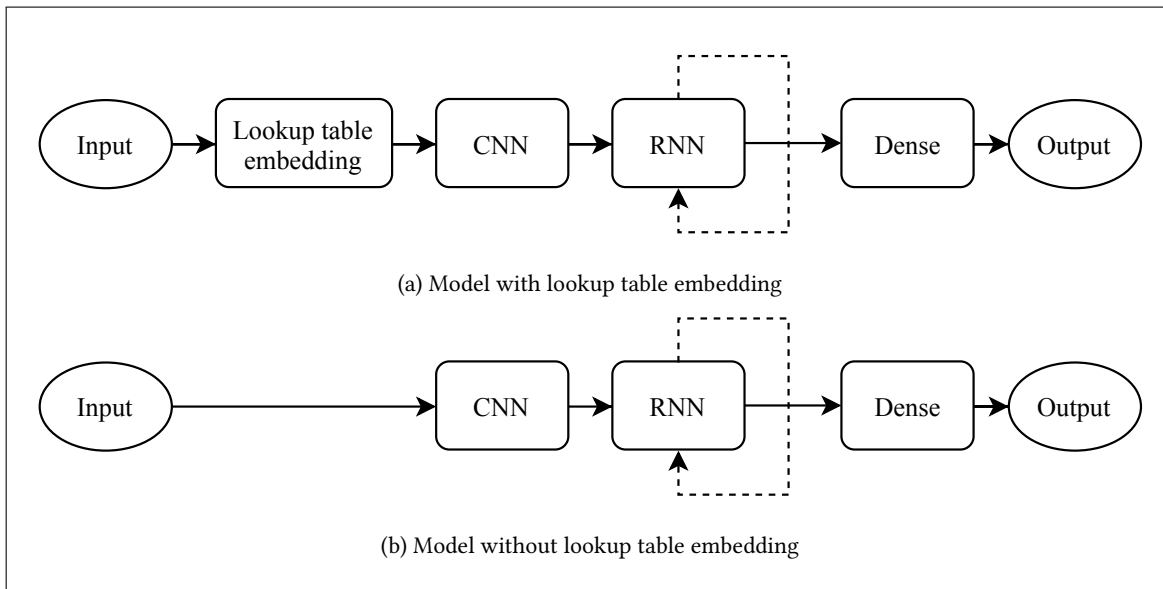 Input
Lookup table
embedding
CNN
RNN
Dense
Output
(a) Model with lookup table embedding
Input
CNN
RNN
Dense
Output
(b) Model without lookup table embedding